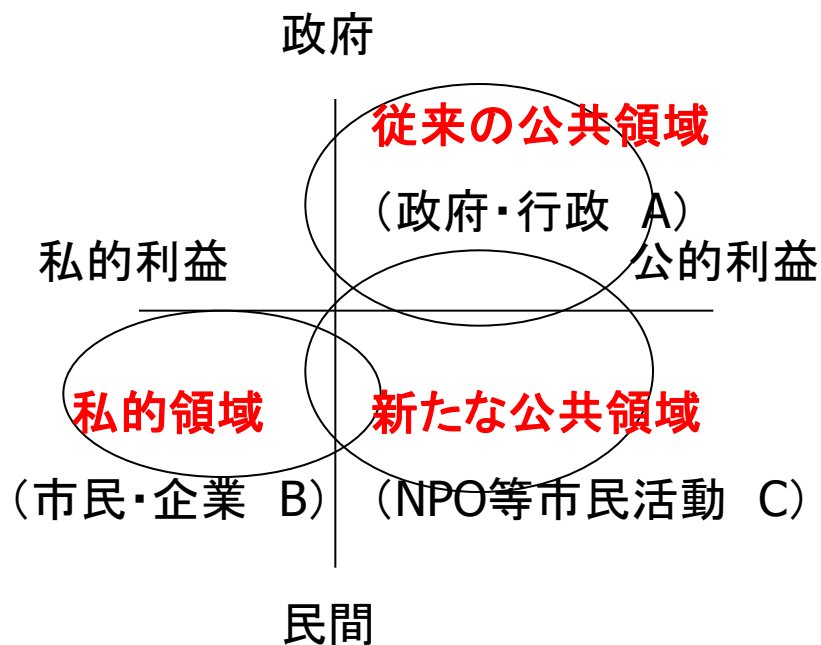 政府
従来の公共領域
（政府・行政　A）
私的利益
公的利益
私的領域
新たな公共領域
（市民・企業　B）
（NPO等市民活動　C）
民間